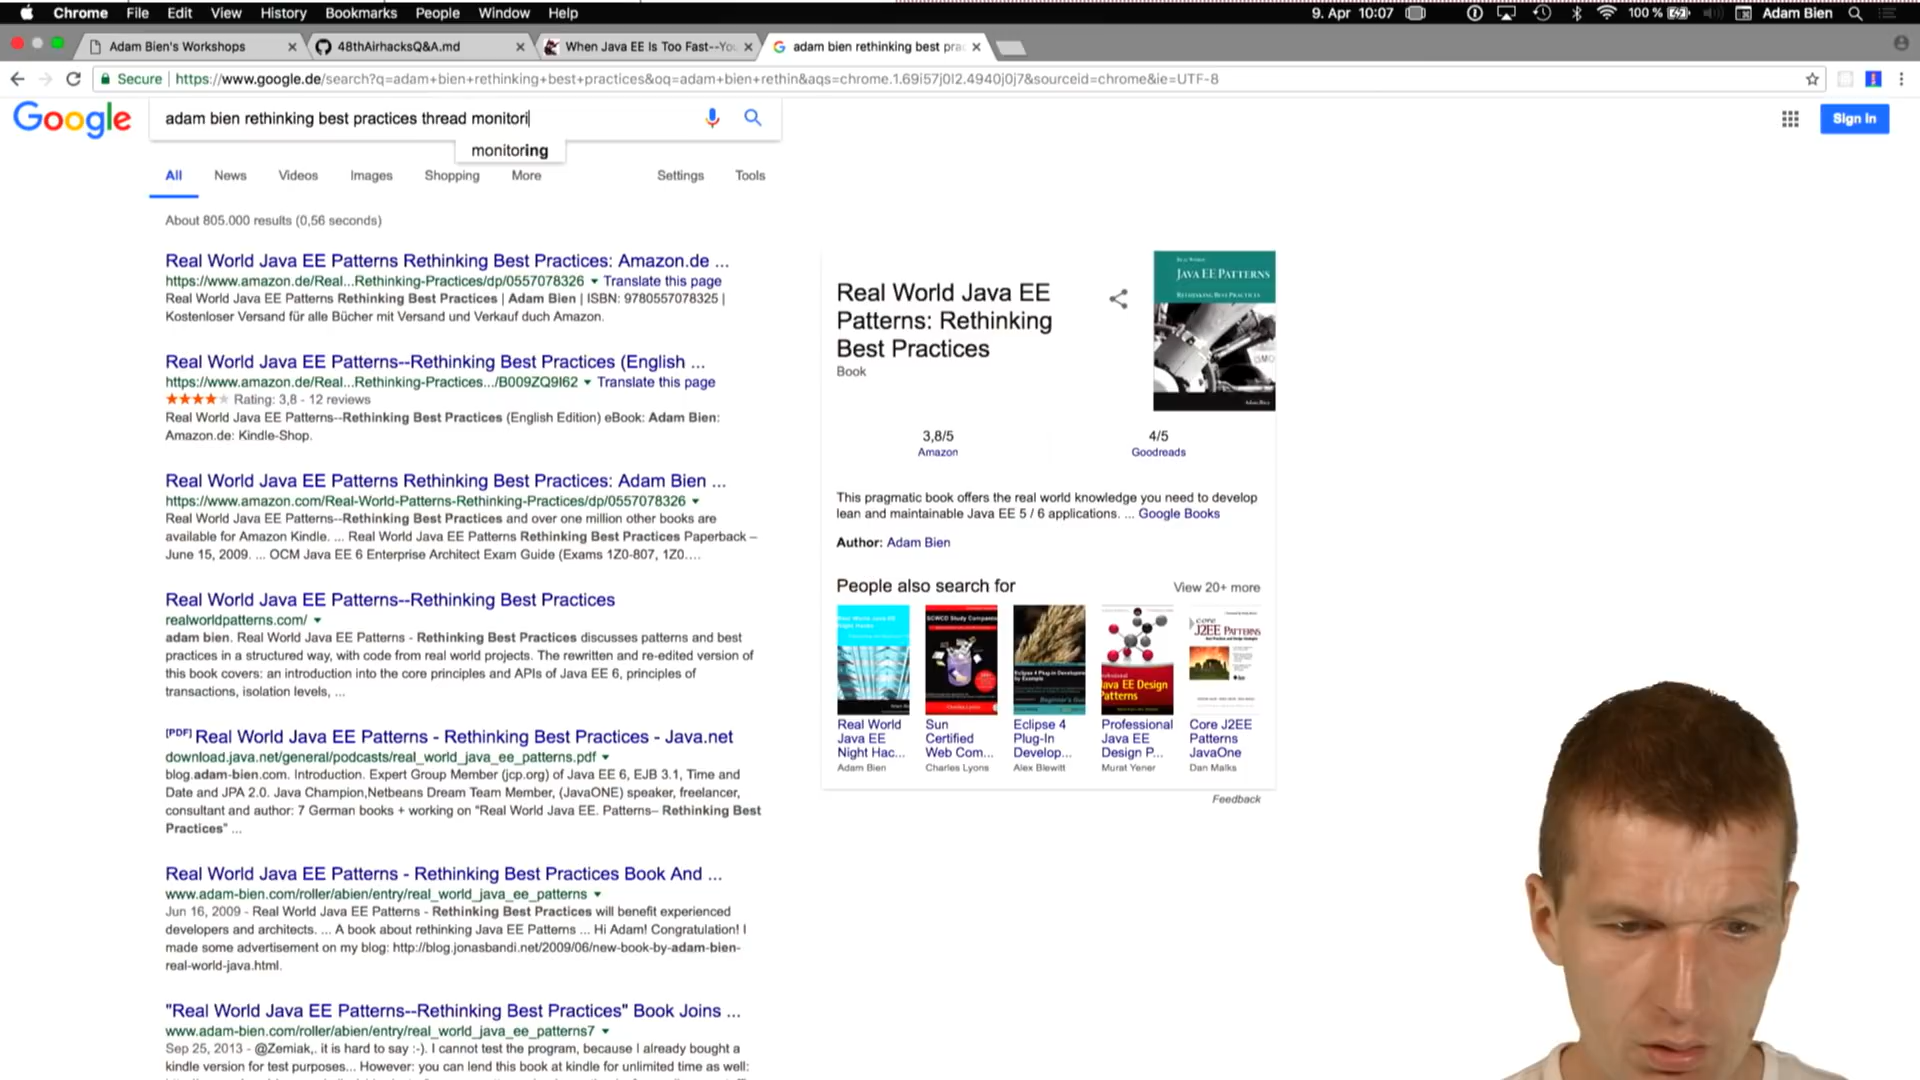 Chrome File Edit View History Bookmarks People Window Help 9. Apr 10:07 100 % Adam Bien
Adam Bien's Workshops 48thAirhacksQ&A.md When Java EE Is Too Fast--You adam bien rethinking best prac
Secure https://www.google.de/search?q=adam+bien+rethinking+best+practices&oq=adam+bien+rethin&aqs=chrome.1.69i57j0l2.4940j0j7&sourceid=chrome&ie=UTF-8
Google adam bien rethinking best practices thread monitori Sign in
monitoring
All News Videos Images Shopping More Settings Tools
About 805.000 results (0,56 seconds)
Real World Java EE Patterns Rethinking Best Practices: Amazon.de ...
https://www.amazon.de/Real...Rethinking-Practices/dp/0557078326 Translate this page
Real World Java EE Patterns Rethinking Best Practices | Adam Bien | ISBN: 9780557078325 |
Kostenloser Versand für alle Bücher mit Versand und Verkauf duch Amazon.
Real World Java EE Patterns--Rethinking Best Practices (English ...
https://www.amazon.de/Real...Rethinking-Practices.../B009ZQ9I62 Translate this page
Rating: 3,8 - 12 reviews
Real World Java EE Patterns--Rethinking Best Practices (English Edition) eBook: Adam Bien:
Amazon.de: Kindle-Shop.
Real World Java EE Patterns Rethinking Best Practices: Adam Bien ...
https://www.amazon.com/Real-World-Patterns-Rethinking-Practices/dp/0557078326
Real World Java EE Patterns--Rethinking Best Practices and over one million other books are
available for Amazon Kindle. ... Real World Java EE Patterns Rethinking Best Practices Paperback –
June 15, 2009. ... OCM Java EE 6 Enterprise Architect Exam Guide (Exams 1Z0-807, 1Z0....
Real World Java EE Patterns--Rethinking Best Practices
realworldpatterns.com/
adam bien. Real World Java EE Patterns - Rethinking Best Practices discusses patterns and best
practices in a structured way, with code from real world projects. The rewritten and re-edited version of
this book covers: an introduction into the core principles and APIs of Java EE 6, principles of
transactions, isolation levels, ...
[PDF] Real World Java EE Patterns - Rethinking Best Practices - Java.net
download.java.net/general/podcasts/real_world_java_ee_patterns.pdf
blog.adam-bien.com. Introduction. Expert Group Member (jcp.org) of Java EE 6, EJB 3.1, Time and
Date and JPA 2.0. Java Champion,Netbeans Dream Team Member, (JavaONE) speaker, freelancer,
consultant and author: 7 German books + working on "Real World Java EE. Patterns– Rethinking Best
Practices" ...
Real World Java EE Patterns - Rethinking Best Practices Book And ...
www.adam-bien.com/roller/abien/entry/real_world_java_ee_patterns
Jun 16, 2009 - Real World Java EE Patterns - Rethinking Best Practices will benefit experienced
developers and architects. ... A book about rethinking Java EE Patterns ... Hi Adam! Congratulation! I
made some advertisement on my blog: http://blog.jonasbandi.net/2009/06/new-book-by-adam-bien-
real-world-java.html.
"Real World Java EE Patterns--Rethinking Best Practices" Book Joins ...
www.adam-bien.com/roller/abien/entry/real_world_java_ee_patterns7
Sep 25, 2013 - @Zemiak,. it is hard to say :-). I cannot test the program, because I already bought a
kindle version for test purposes... However: you can lend this book at kindle for unlimited time as well:
Real World Java EE
Patterns: Rethinking
Best Practices
Book
JAVA EE PATTERNS
RETHINKING BEST PRACTICES
3,8/5 4/5
Amazon Goodreads
This pragmatic book offers the real world knowledge you need to develop
lean and maintainable Java EE 5 / 6 applications. ... Google Books
Author: Adam Bien
People also search for View 20+ more
Real World
Java EE
Night Hac...
Adam Bien
Sun
Certified
Web Com...
Charles Lyons
Eclipse 4
Plug-In
Develop...
Alex Blewitt
Professional
Java EE
Design P...
Murat Yener
Core J2EE
Patterns
JavaOne
Dan Malks
Feedback